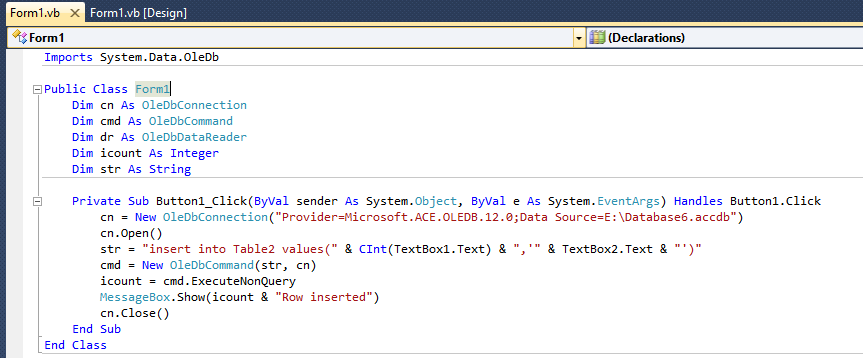 Form1.vb Form1.vb [Design]
Form1 (Declarations)
Imports System.Data.OleDb
Public Class Form1
Dim cn As OleDbConnection
Dim cmd As OleDbCommand
Dim dr As OleDbDataReader
Dim icount As Integer
Dim str As String
Private Sub Button1_Click(ByVal sender As System.Object, ByVal e As System.EventArgs) Handles Button1.Click
cn = New OleDbConnection("Provider=Microsoft.ACE.OLEDB.12.0;Data Source=E:\Database6.accdb")
cn.Open()
str = "insert into Table2 values(" & CInt(TextBox1.Text) & ",'" & TextBox2.Text & "')"
cmd = New OleDbCommand(str, cn)
icount = cmd.ExecuteNonQuery
MessageBox.Show(icount & "Row inserted")
cn.Close()
End Sub
End Class